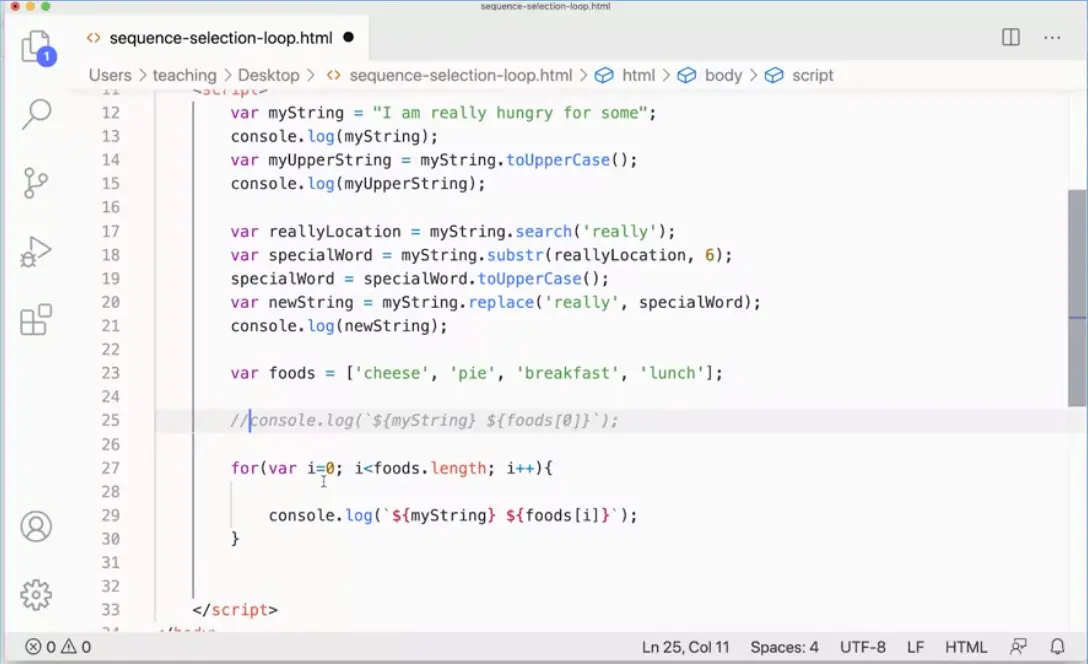 sequence-selection-loop.html
sequence-selection-loop.html
1
Users > teaching > Desktop > sequence-selection-loop.html > html > body > script
11 <script>
12 var myString = "I am really hungry for some";
13 console.log(myString);
14 var myUpperString = myString.toUpperCase();
15 console.log(myUpperString);
16
17 var reallyLocation = myString.search('really');
18 var specialWord = myString.substr(reallyLocation, 6);
19 specialWord = specialWord.toUpperCase();
20 var newString = myString.replace('really', specialWord);
21 console.log(newString);
22
23 var foods = ['cheese', 'pie', 'breakfast', 'lunch'];
24
25 //console.log(`${myString} ${foods[0]}`);
26
27 for(var i=0; i<foods.length; i++){
28
29 console.log(`${myString} ${foods[i]}`);
30 }
31
32
33 </script>
34 </body>
0 0 Ln 25, Col 11 Spaces: 4 UTF-8 LF HTML